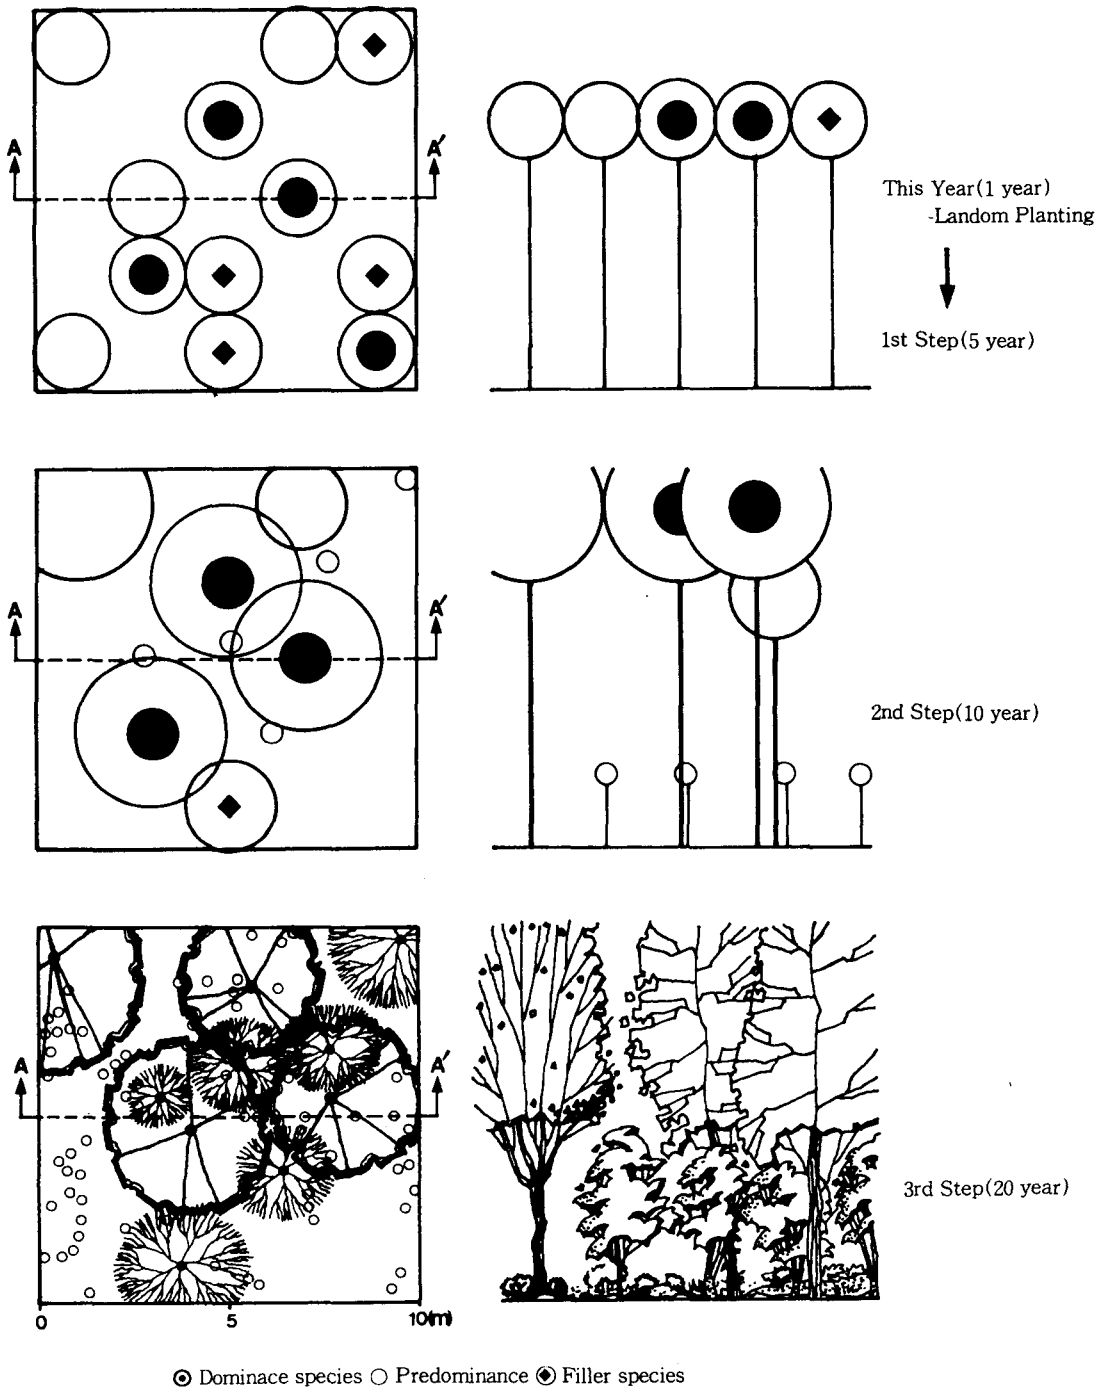 A A′
This Year(1 year)
-Landom Planting
1st Step(5 year)
A A′
2nd Step(10 year)
A A′
3rd Step(20 year)
0 5 10(m)
Dominace species Predominance Filler species